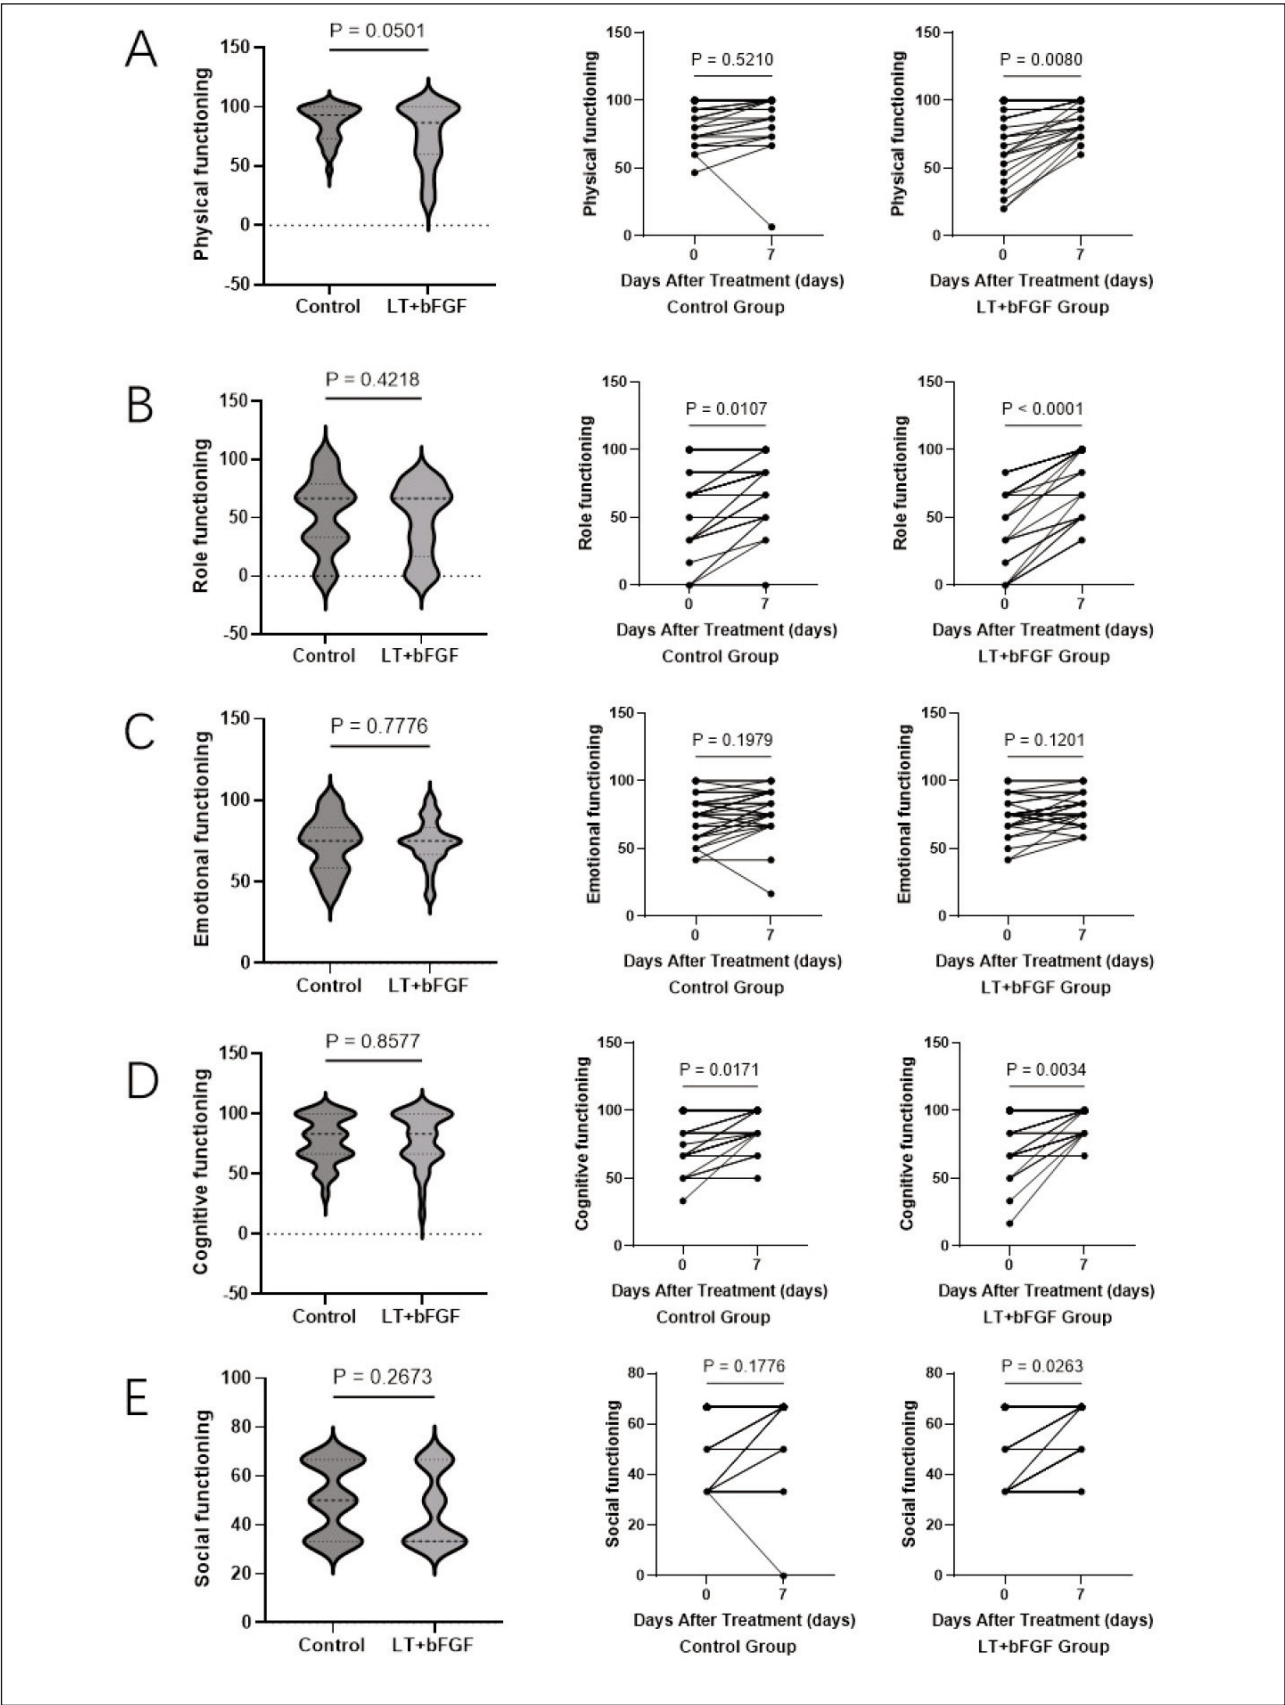 A
P = 0.0501
150
100
50
0
-50
Physical functioning
Control
LT+bFGF
P = 0.5210
150
100
50
0
Physical functioning
0
7
Days After Treatment (days)
Control Group
P = 0.0080
150
100
50
0
Physical functioning
0
7
Days After Treatment (days)
LT+bFGF Group
B
P = 0.4218
150
100
50
0
-50
Role functioning
Control
LT+bFGF
P = 0.0107
150
100
50
0
Role functioning
0
7
Days After Treatment (days)
Control Group
P < 0.0001
150
100
50
0
Role functioning
0
7
Days After Treatment (days)
LT+bFGF Group
C
P = 0.7776
150
100
50
0
Emotional functioning
Control
LT+bFGF
P = 0.1979
150
100
50
0
Emotional functioning
0
7
Days After Treatment (days)
Control Group
P = 0.1201
150
100
50
0
Emotional functioning
0
7
Days After Treatment (days)
LT+bFGF Group
D
P = 0.8577
150
100
50
0
-50
Cognitive functioning
Control
LT+bFGF
P = 0.0171
150
100
50
0
Cognitive functioning
0
7
Days After Treatment (days)
Control Group
P = 0.0034
150
100
50
0
Cognitive functioning
0
7
Days After Treatment (days)
LT+bFGF Group
E
P = 0.2673
100
80
60
40
20
0
Social functioning
Control
LT+bFGF
P = 0.1776
80
60
40
20
0
Social functioning
0
7
Days After Treatment (days)
Control Group
P = 0.0263
80
60
40
20
0
Social functioning
0
7
Days After Treatment (days)
LT+bFGF Group